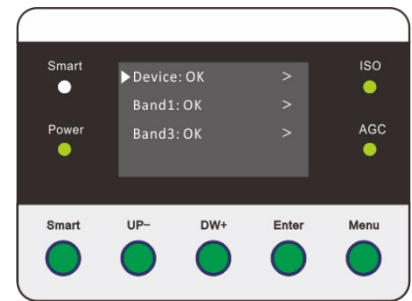 Smart
ISO
Device: OK >
Band1: OK >
Band3: OK >
Power
AGC
Smart
UP−
DW+
Enter
Menu